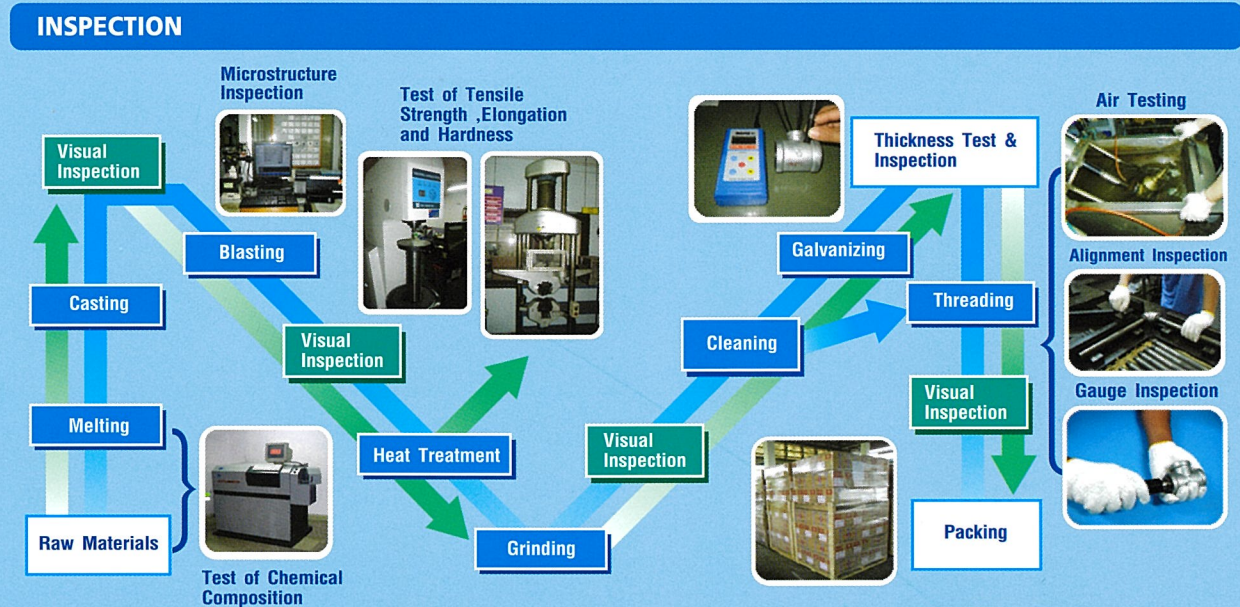 INSPECTION
Microstructure
Inspection
Test of Tensile
Strength ,Elongation
and Hardness
Visual
Inspection
Blasting
Casting
Visual
Inspection
Melting
Heat Treatment
Raw Materials
Test of Chemical
Composition
Grinding
Visual
Inspection
Cleaning
Galvanizing
Thickness Test &
Inspection
Threading
Visual
Inspection
Packing
Air Testing
Alignment Inspection
Gauge Inspection